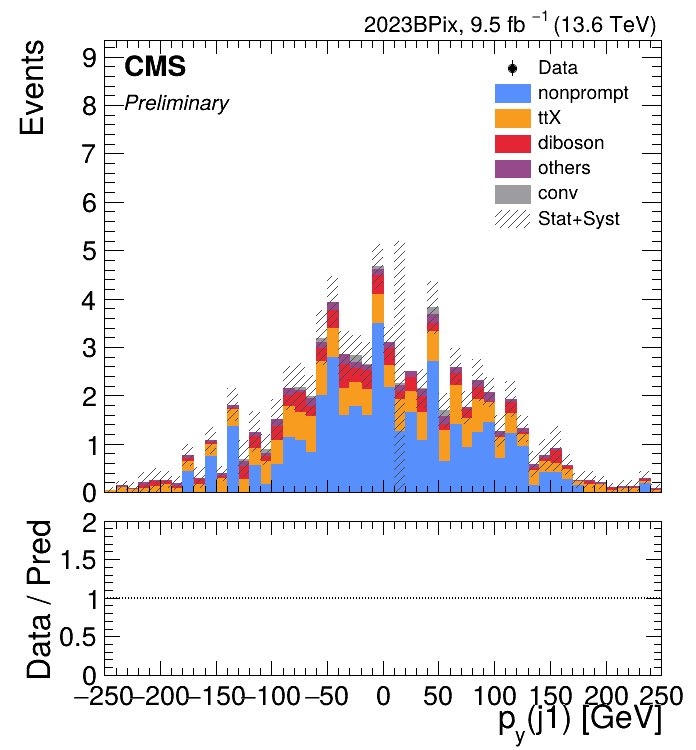 2023BPix, 9.5 fb⁻¹ (13.6 TeV)
CMS
Preliminary
Data
nonprompt
ttX
diboson
others
conv
Stat+Syst
Events
9
8
7
6
5
4
3
2
1
0
Data / Pred
2
1.5
1
0.5
0
−250 −200 −150 −100 −50 0 50 100 150 200 250
p_y(j1) [GeV]